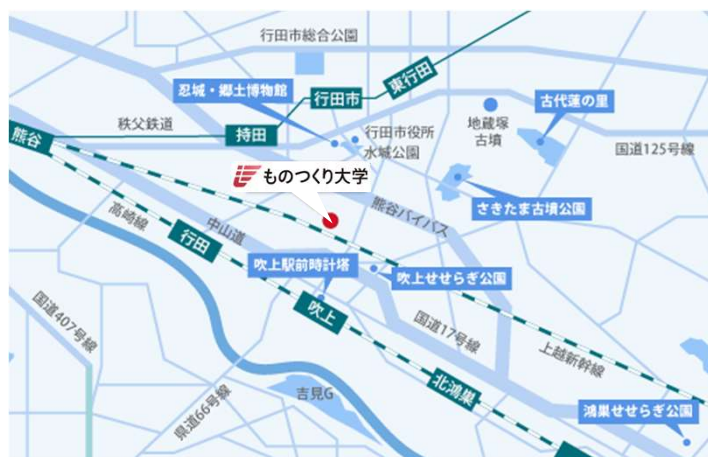 行田市総合公園
東行田
忍城・郷土博物館
行田市
古代蓮の里
地蔵塚
古墳
秩父鉄道
持田
熊谷
行田市役所
水城公園
国道125号線
ものつくり大学
さきたま古墳公園
熊谷バイパス
高崎線
中山道
行田
吹上駅前時計塔
吹上せせらぎ公園
国道407号線
吹上
国道17号線
上越新幹線
北鴻巣
吉見G
県道66号線
鴻巣せせらぎ公園